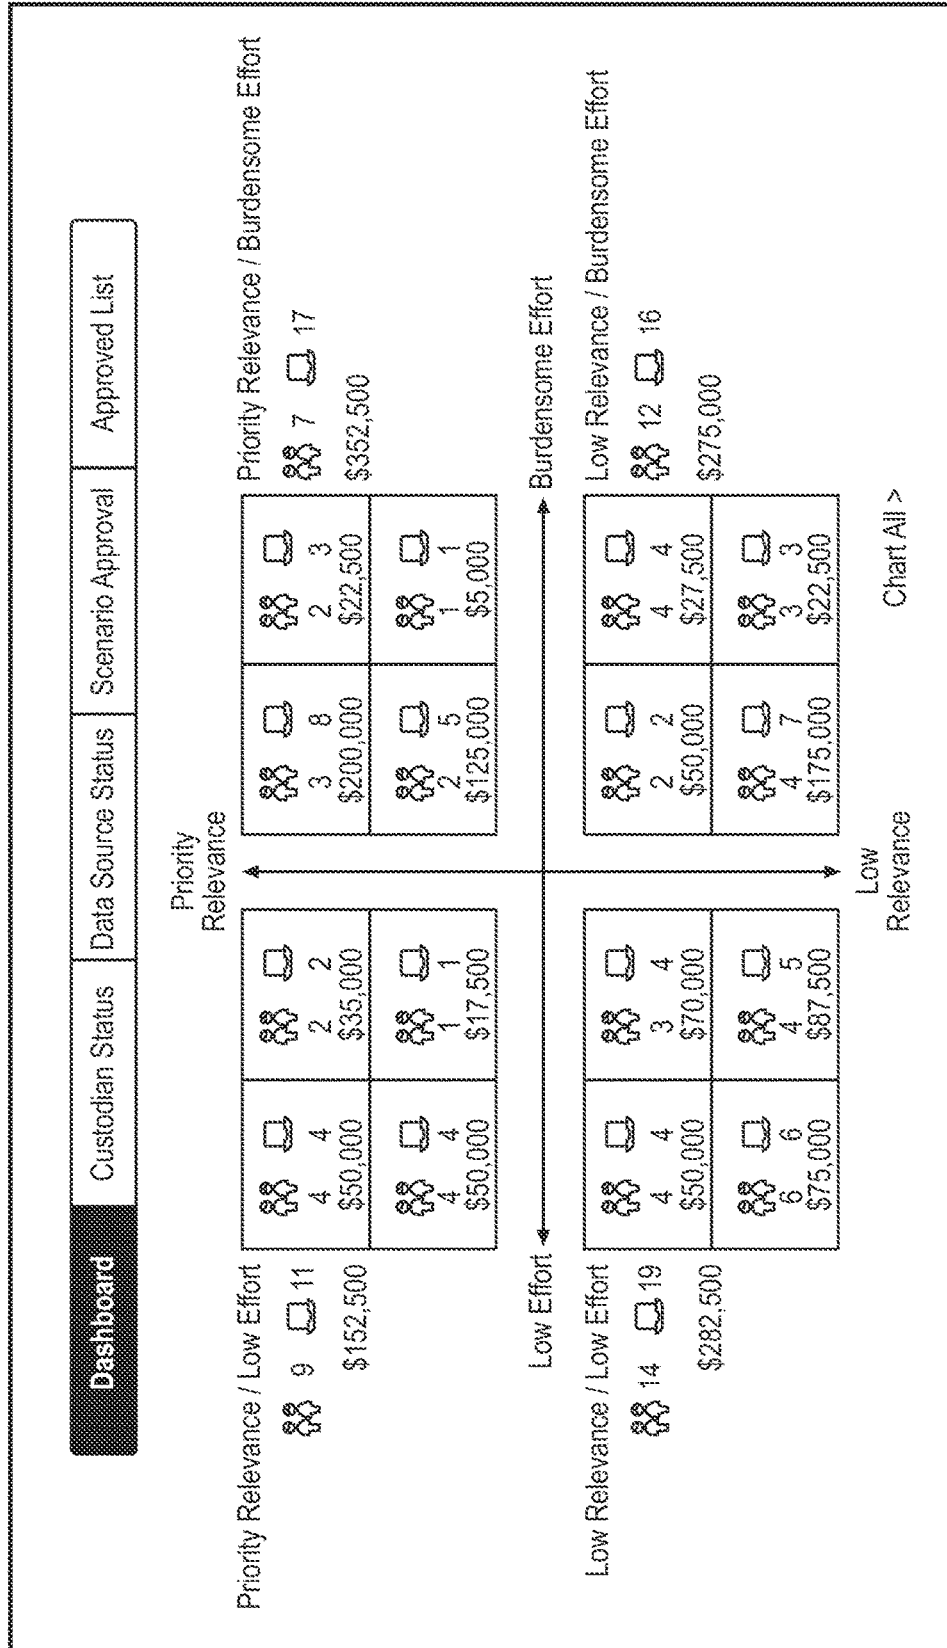 Dashboard
Custodian Status
Data Source Status
Scenario Approval
Approved List
Priority
Relevance
Priority Relevance / Low Effort
9 11
$152,500
4 4
$50,000
2 2
$35,000
4 4
$50,000
1 1
$17,500
Priority Relevance / Burdensome Effort
7 17
$352,500
3 8
$200,000
2 3
$22,500
2 5
$125,000
1 1
$5,000
Low Effort
Burdensome Effort
Low Relevance / Low Effort
14 19
$282,500
4 4
$50,000
3 4
$70,000
6 6
$75,000
4 5
$87,500
Low Relevance / Burdensome Effort
12 16
$275,000
2 2
$50,000
4 4
$27,500
4 7
$175,000
3 3
$22,500
Low
Relevance
Chart All >